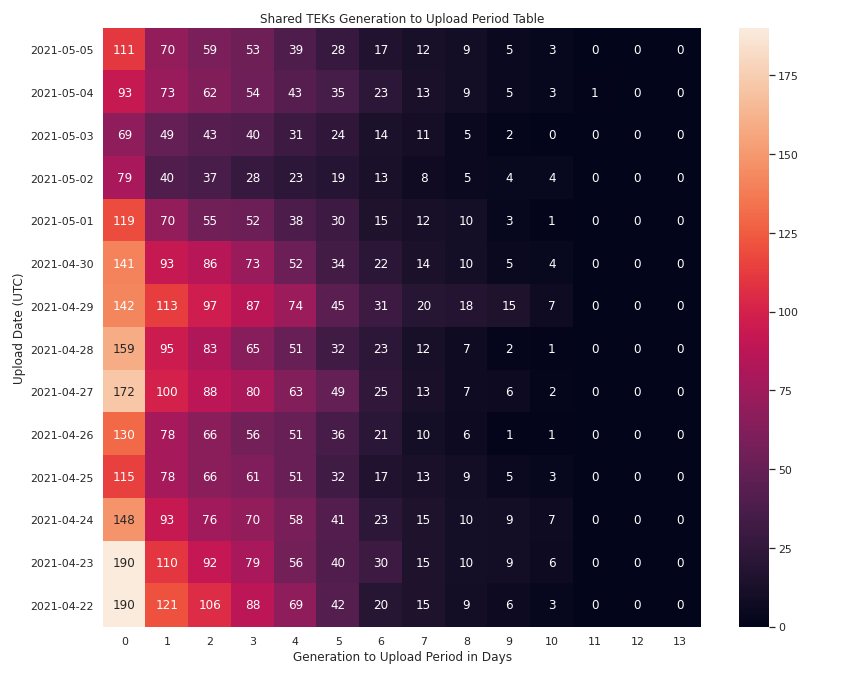 Shared TEKs Generation to Upload Period Table
Upload Date (UTC)
2021-05-05 111 70 59 53 39 28 17 12 9 5 3 0 0 0
2021-05-04 93 73 62 54 43 35 23 13 9 5 3 1 0 0
2021-05-03 69 49 43 40 31 24 14 11 5 2 0 0 0 0
2021-05-02 79 40 37 28 23 19 13 8 5 4 4 0 0 0
2021-05-01 119 70 55 52 38 30 15 12 10 3 1 0 0 0
2021-04-30 141 93 86 73 52 34 22 14 10 5 4 0 0 0
2021-04-29 142 113 97 87 74 45 31 20 18 15 7 0 0 0
2021-04-28 159 95 83 65 51 32 23 12 7 2 1 0 0 0
2021-04-27 172 100 88 80 63 49 25 13 7 6 2 0 0 0
2021-04-26 130 78 66 56 51 36 21 10 6 1 1 0 0 0
2021-04-25 115 78 66 61 51 32 17 13 9 5 3 0 0 0
2021-04-24 148 93 76 70 58 41 23 15 10 9 7 0 0 0
2021-04-23 190 110 92 79 56 40 30 15 10 9 6 0 0 0
2021-04-22 190 121 106 88 69 42 20 15 9 6 3 0 0 0
0 1 2 3 4 5 6 7 8 9 10 11 12 13
Generation to Upload Period in Days
175
150
125
100
75
50
25
0